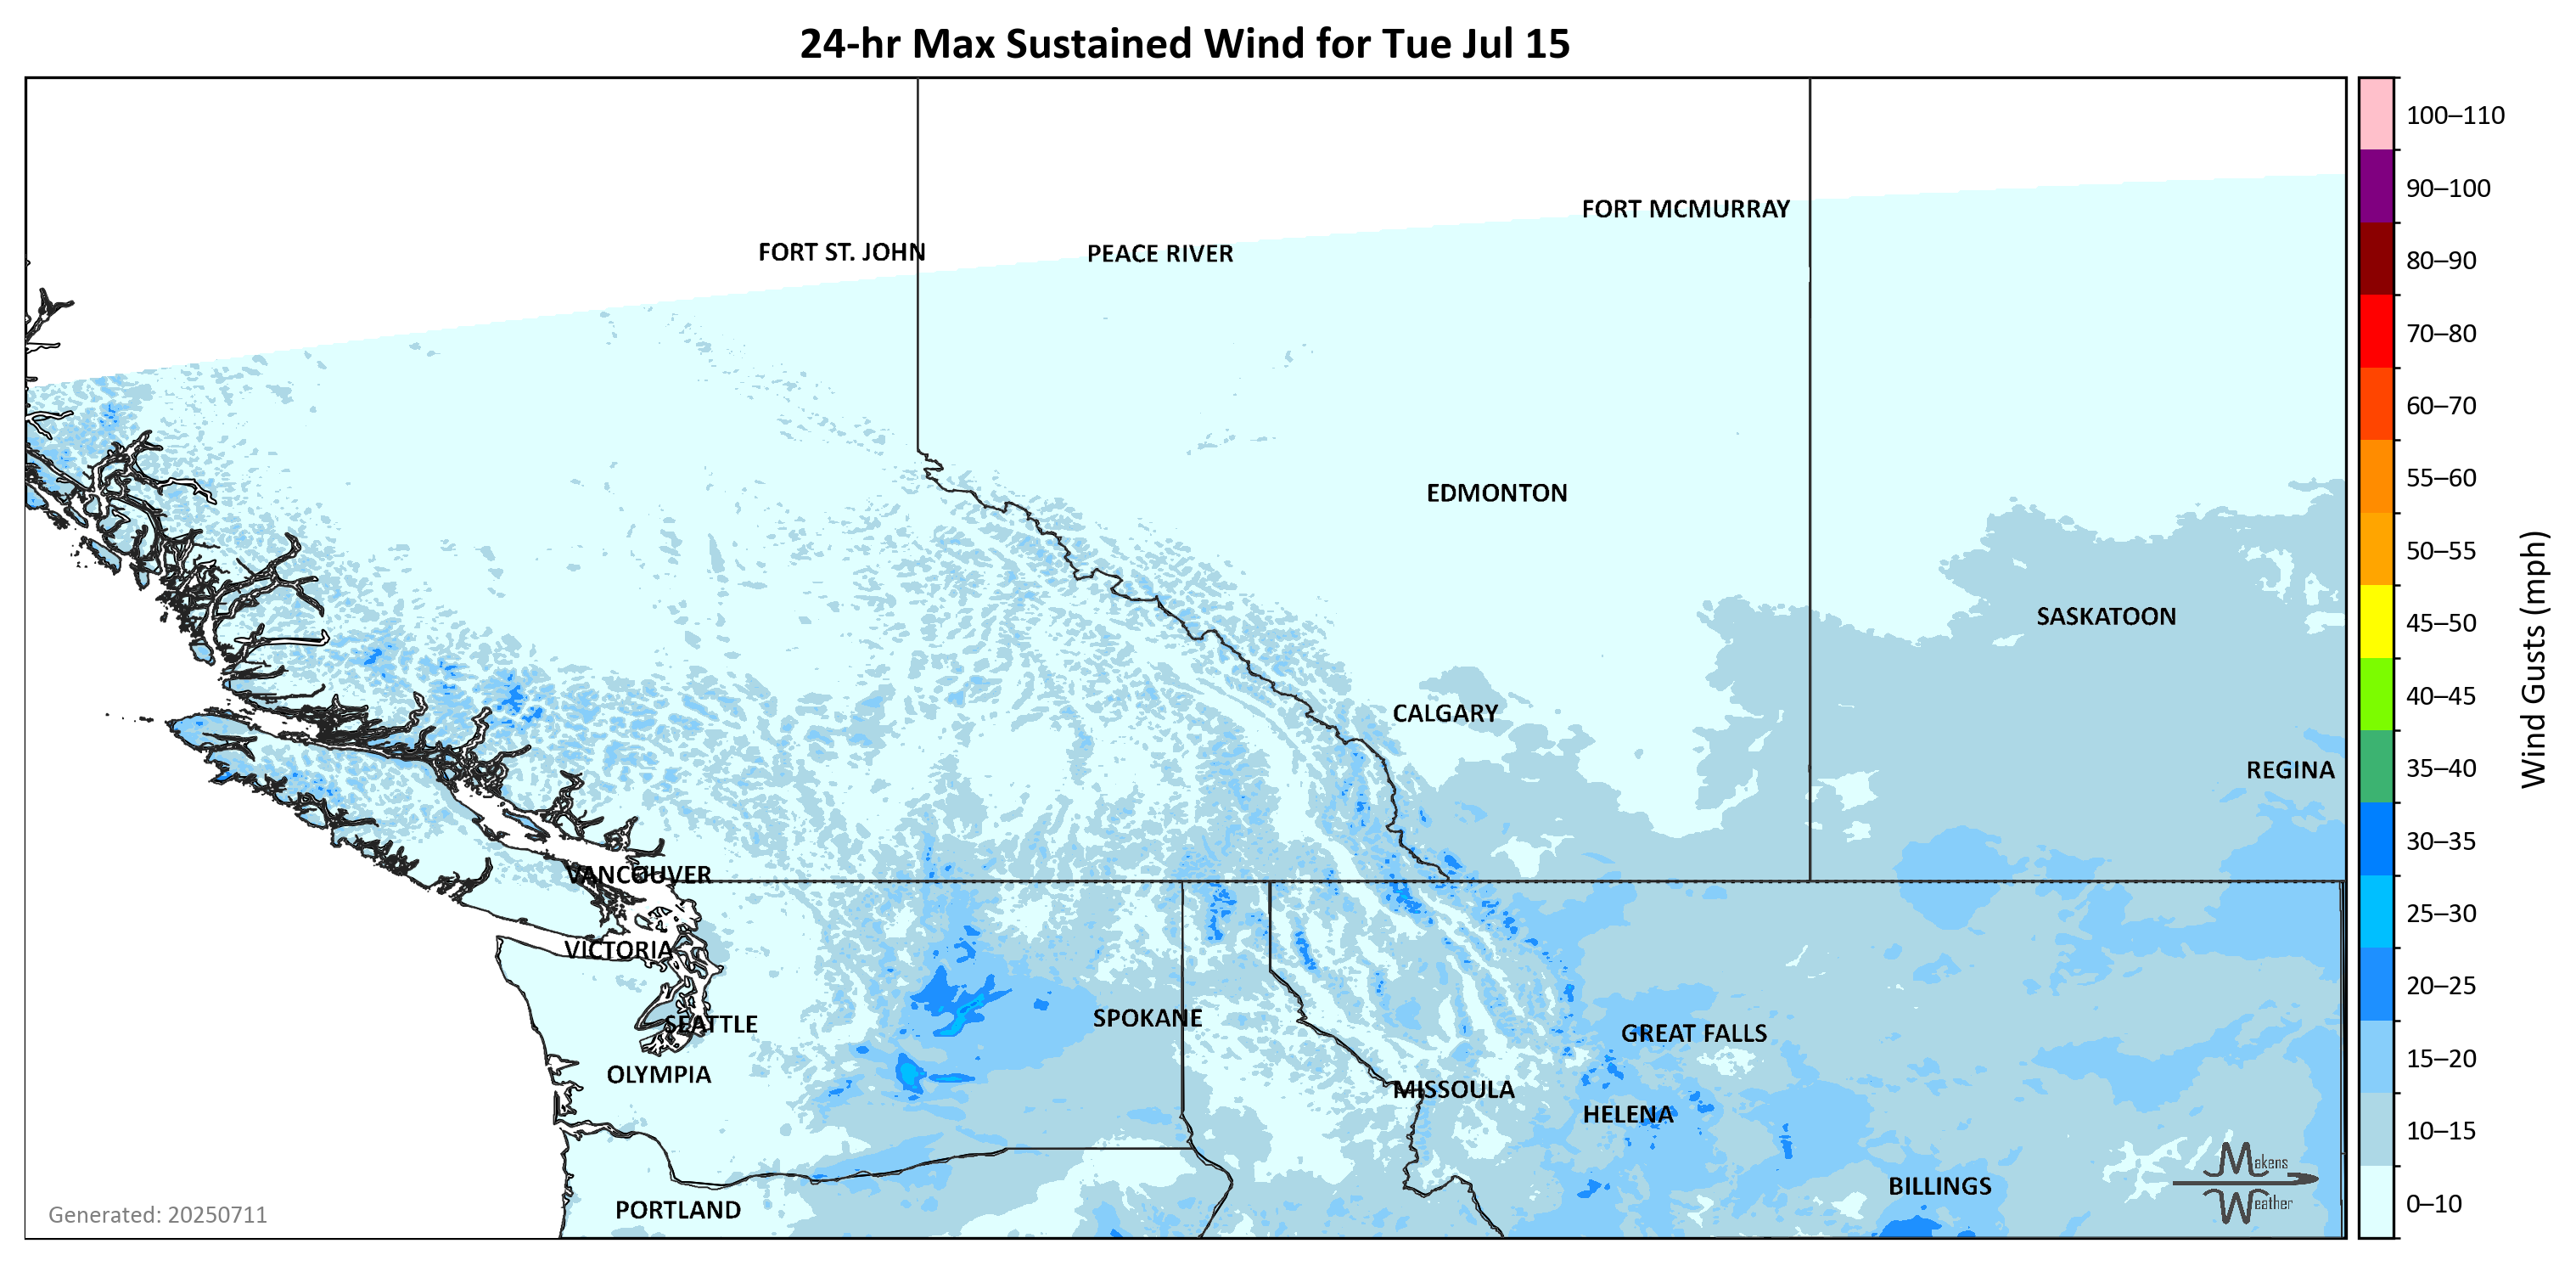 24-hr Max Sustained Wind for Tue Jul 15
100–110
FORT MCMURRAY
90–100
FORT ST. JOHN
PEACE RIVER
80–90
70–80
60–70
55–60
EDMONTON
50–55
SASKATOON
45–50
40–45
CALGARY
Wind Gusts (mph)
REGINA
35–40
30–35
VANCOUVER
25–30
VICTORIA
20–25
SEATTLE
SPOKANE
GREAT FALLS
15–20
OLYMPIA
MISSOULA
HELENA
10–15
Makens
Weather
BILLINGS
0–10
PORTLAND
Generated: 20250711